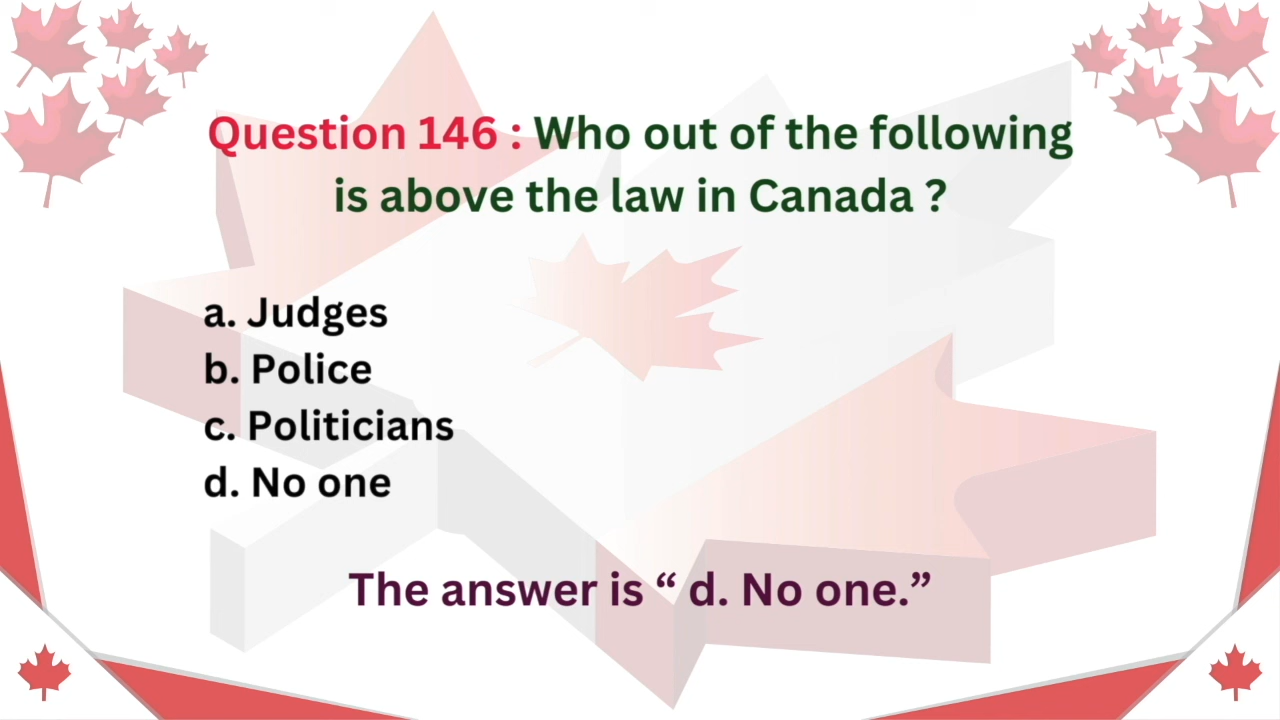 Question 146 : Who out of the following
is above the law in Canada ?
a. Judges
b. Police
c. Politicians
d. No one
The answer is “ d. No one.”